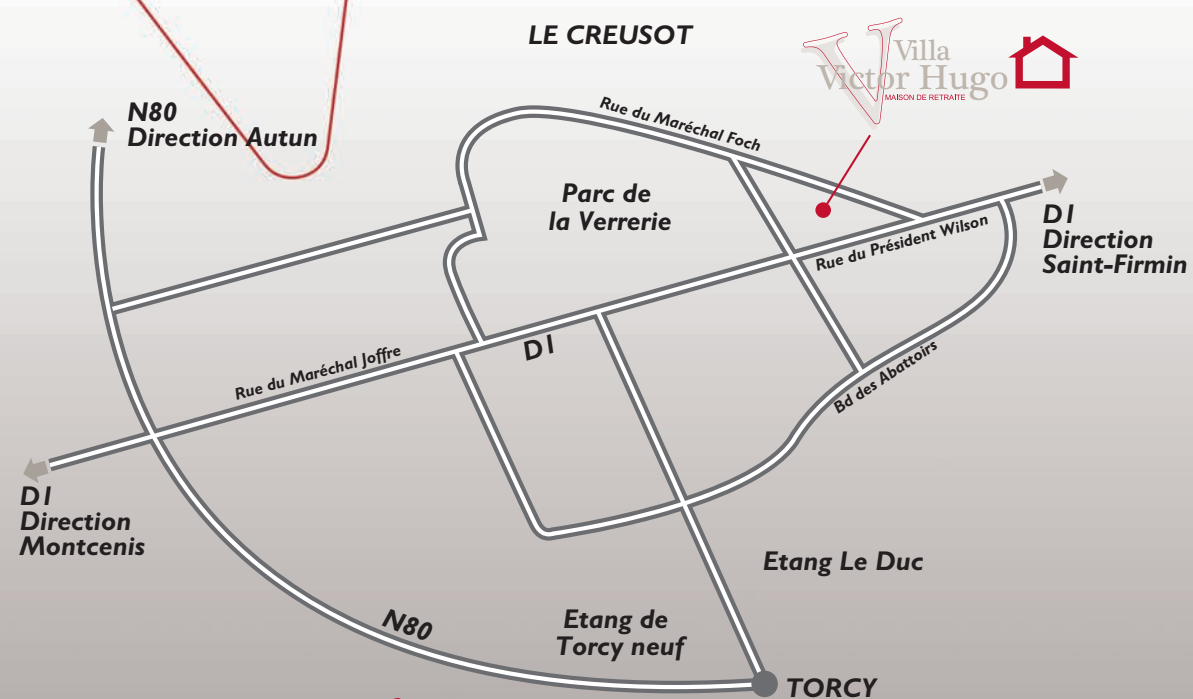 LE CREUSOT
Villa
Victor Hugo
MAISON DE RETRAITE
N80
Direction Autun
Rue du Maréchal Foch
Parc de
la Verrerie
Rue du Président Wilson
D1
Direction
Saint-Firmin
D1
Rue du Maréchal Joffre
Bd des Abattoirs
D1
Direction
Montcenis
Etang Le Duc
N80
Etang de
Torcy neuf
TORCY